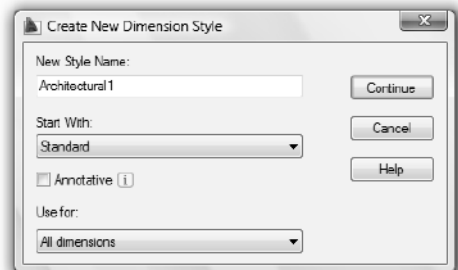 Create New Dimension Style
New Style Name:
Architectural1
Continue
Start With:
Cancel
Standard
Help
Annotative
Use for:
All dimensions